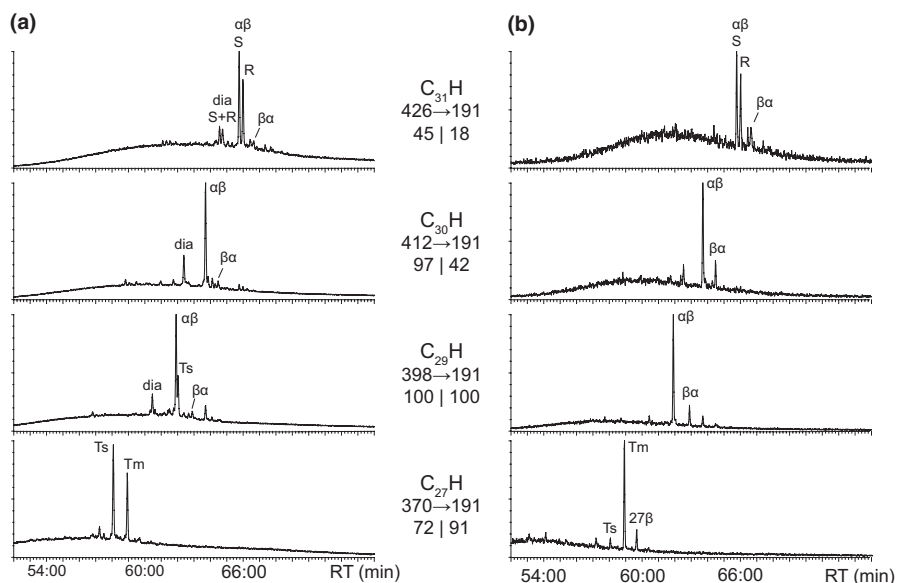 (a)
αβ
S
R
dia
S+R
βα
C31H
426→191
45 | 18
(b)
αβ
S
R
βα
αβ
dia
βα
C30H
412→191
97 | 42
αβ
βα
αβ
Ts
dia
βα
C29H
398→191
100 | 100
αβ
βα
Ts
Tm
C27H
370→191
72 | 91
Tm
Ts
27β
54:00 60:00 66:00 RT (min)
54:00 60:00 66:00 RT (min)